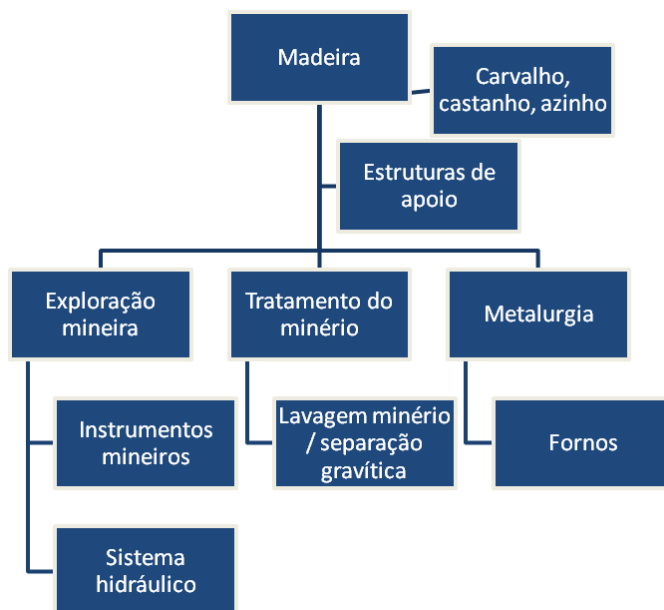 Madeira
Carvalho,
castanho, azinho
Estruturas de
apoio
Exploração
mineira
Tratamento do
minério
Metalurgia
Instrumentos
mineiros
Lavagem minério
/ separação
gravítica
Fornos
Sistema
hidráulico